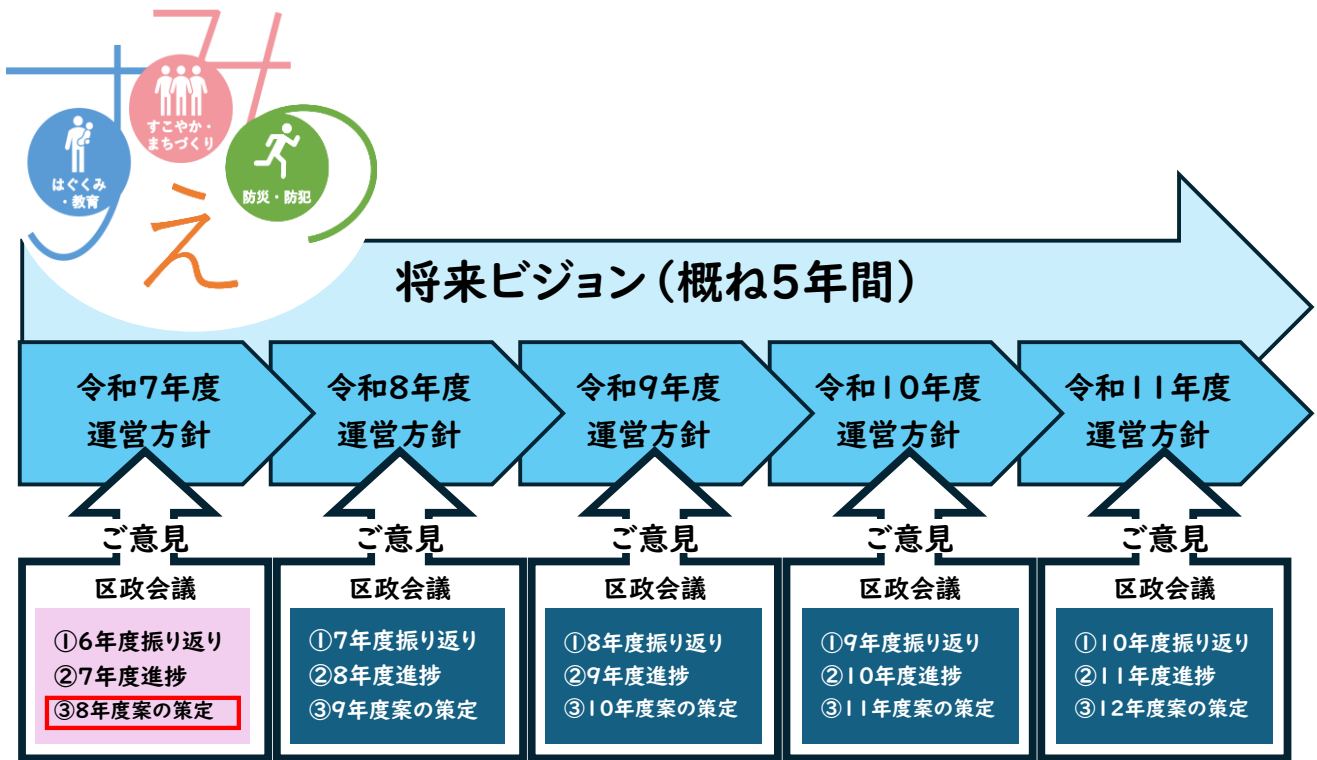 すみのえ
すこやか・
まちづくり
はぐくみ
・教育
防災・防犯
将来ビジョン（概ね5年間）
令和7年度
運営方針
令和8年度
運営方針
令和9年度
運営方針
令和10年度
運営方針
令和11年度
運営方針
ご意見
ご意見
ご意見
ご意見
ご意見
区政会議
①6年度振り返り
②7年度進捗
③8年度案の策定
区政会議
①7年度振り返り
②8年度進捗
③9年度案の策定
区政会議
①8年度振り返り
②9年度進捗
③10年度案の策定
区政会議
①9年度振り返り
②10年度進捗
③11年度案の策定
区政会議
①10年度振り返り
②11年度進捗
③12年度案の策定